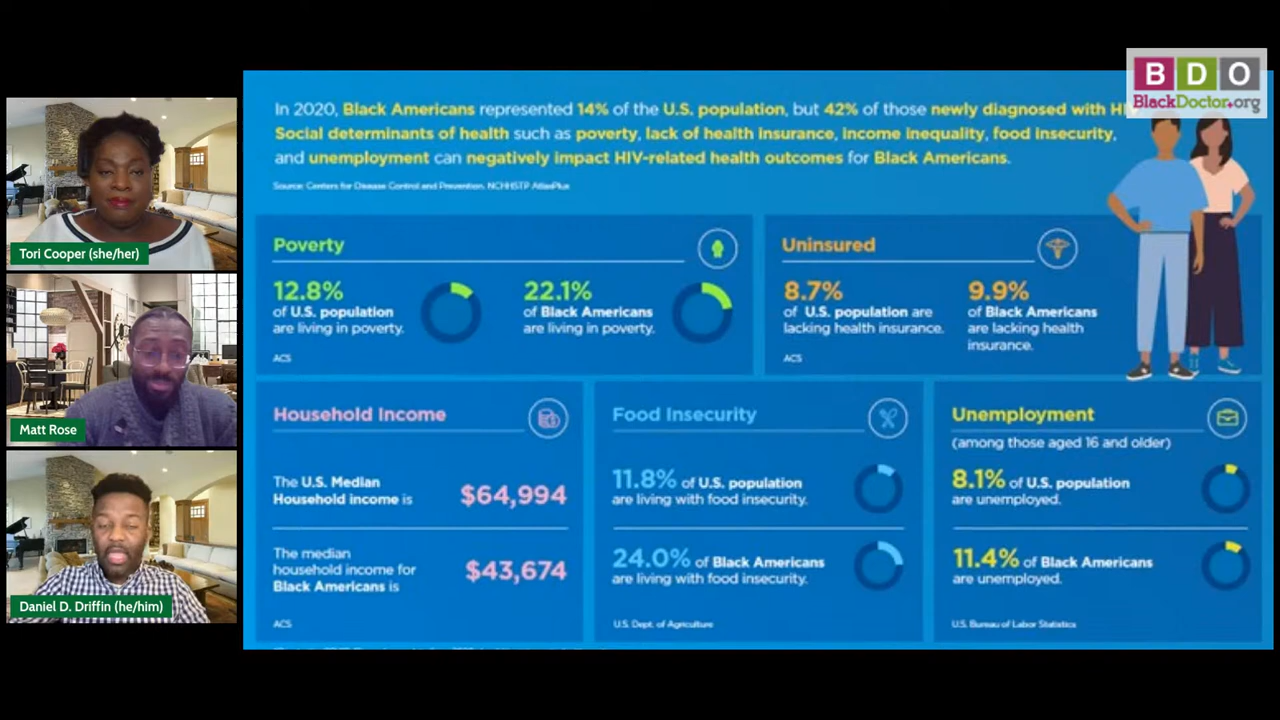 BDO
BlackDoctor.org
In 2020, Black Americans represented 14% of the U.S. population, but 42% of those newly diagnosed with
Social determinants of health such as poverty, lack of health insurance, income inequality, food insecurity,
and unemployment can negatively impact HIV-related health outcomes for Black Americans.
Source: Centers for Disease Control and Prevention. NCHHSTP AtlasPlus
Tori Cooper (she/her)
Matt Rose
Daniel D. Driffin (he/him)
Poverty
12.8%
of U.S. population
are living in poverty.
22.1%
of Black Americans
are living in poverty.
ACS
Uninsured
8.7%
of U.S. population are
lacking health insurance.
9.9%
of Black Americans
are lacking health
insurance.
ACS
Household Income
The U.S. Median
Household income is
$64,994
The median
household income for
Black Americans is
$43,674
ACS
Food Insecurity
11.8% of U.S. population
are living with food insecurity.
24.0% of Black Americans
are living with food insecurity.
U.S. Dept. of Agriculture
Unemployment
(among those aged 16 and older)
8.1% of U.S. population
are unemployed.
11.4% of Black Americans
are unemployed.
U.S. Bureau of Labor Statistics